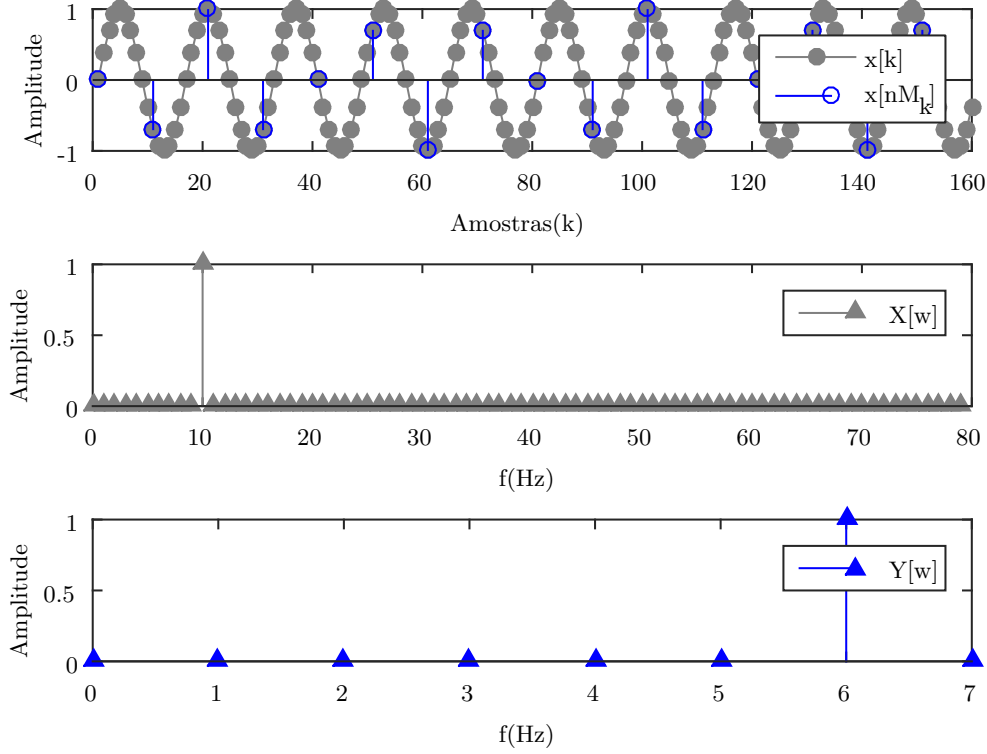 1
0
-1
Amplitude
x[k]
x[nM_k]
0 20 40 60 80 100 120 140 160
Amostras(k)
1
0.5
0
Amplitude
X[w]
0 10 20 30 40 50 60 70 80
f(Hz)
1
0.5
0
Amplitude
Y[w]
0 1 2 3 4 5 6 7
f(Hz)